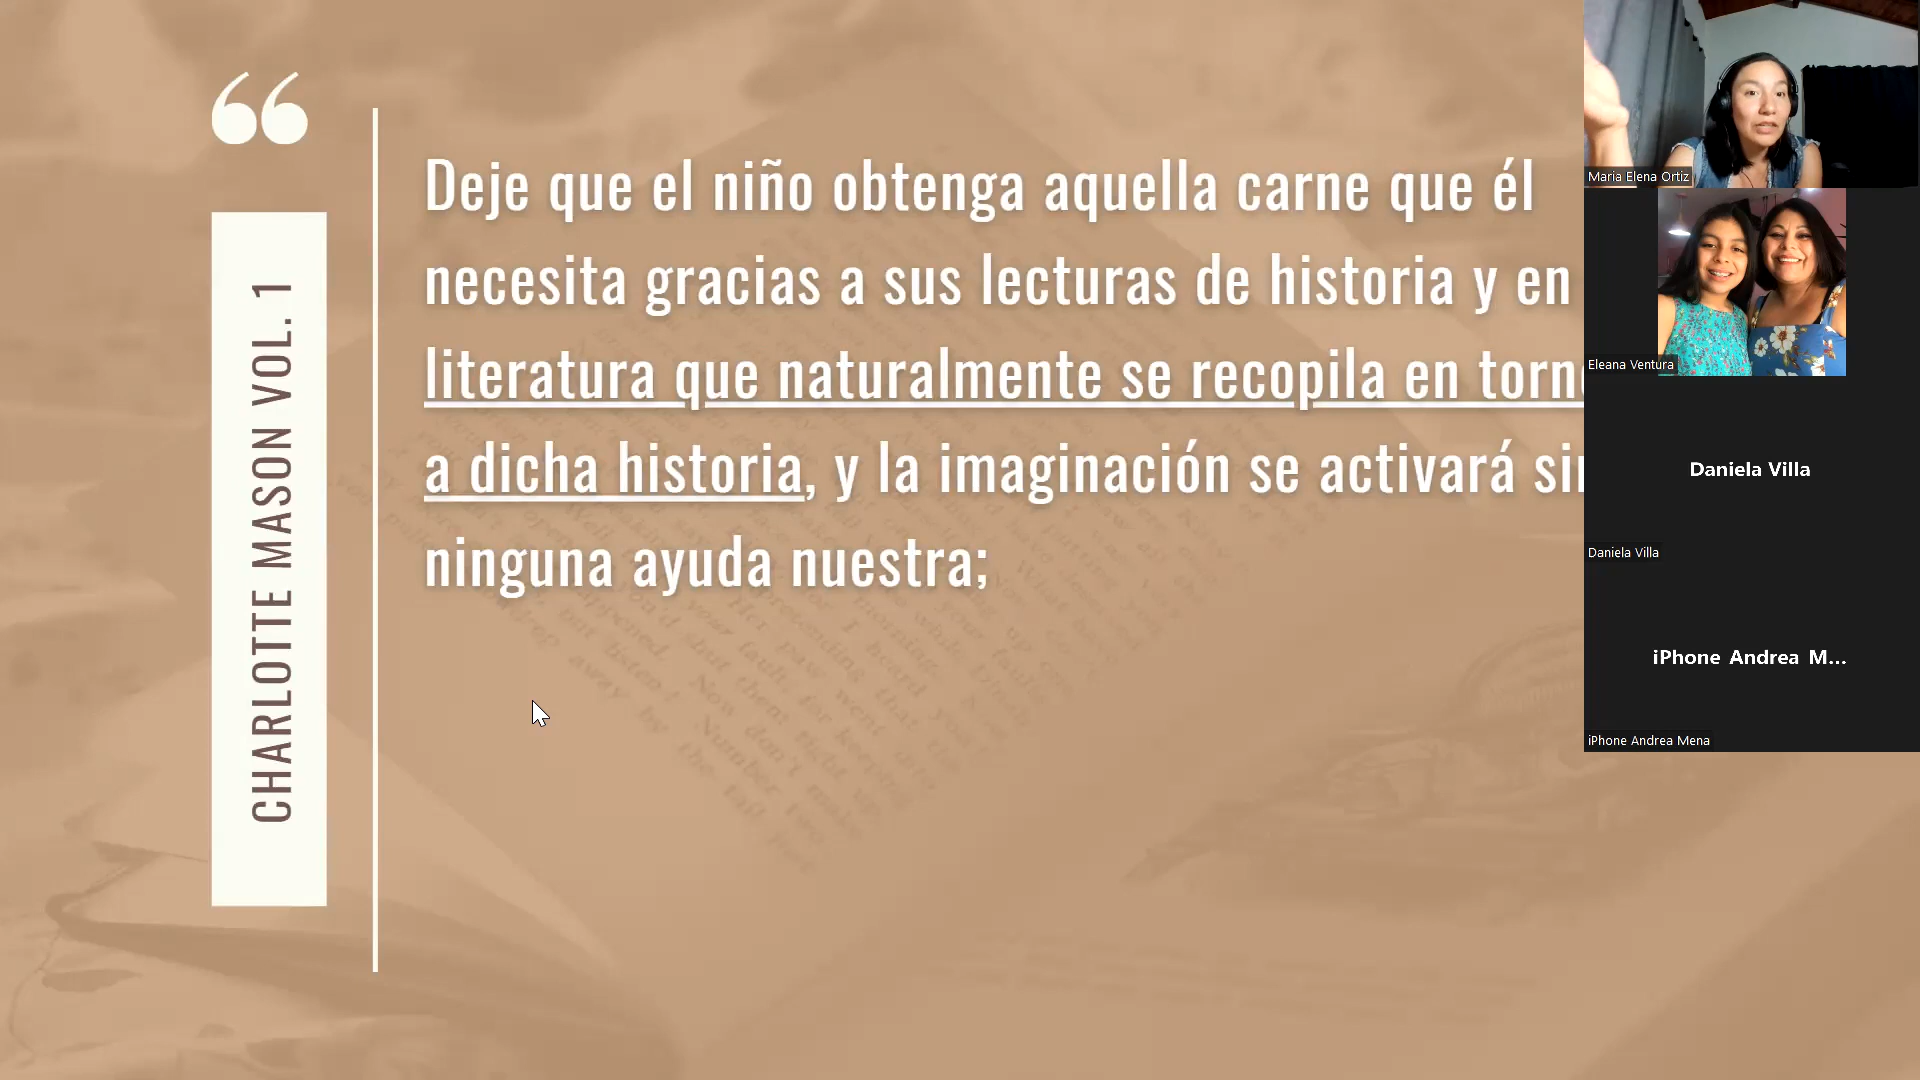 “
CHARLOTTE MASON VOL. 1
Deje que el niño obtenga aquella carne que él
necesita gracias a sus lecturas de historia y en
literatura que naturalmente se recopila en torn
a dicha historia, y la imaginación se activará sin
ninguna ayuda nuestra;
Maria Elena Ortiz
Eleana Ventura
Daniela Villa
Daniela Villa
iPhone Andrea M...
iPhone Andrea Mena